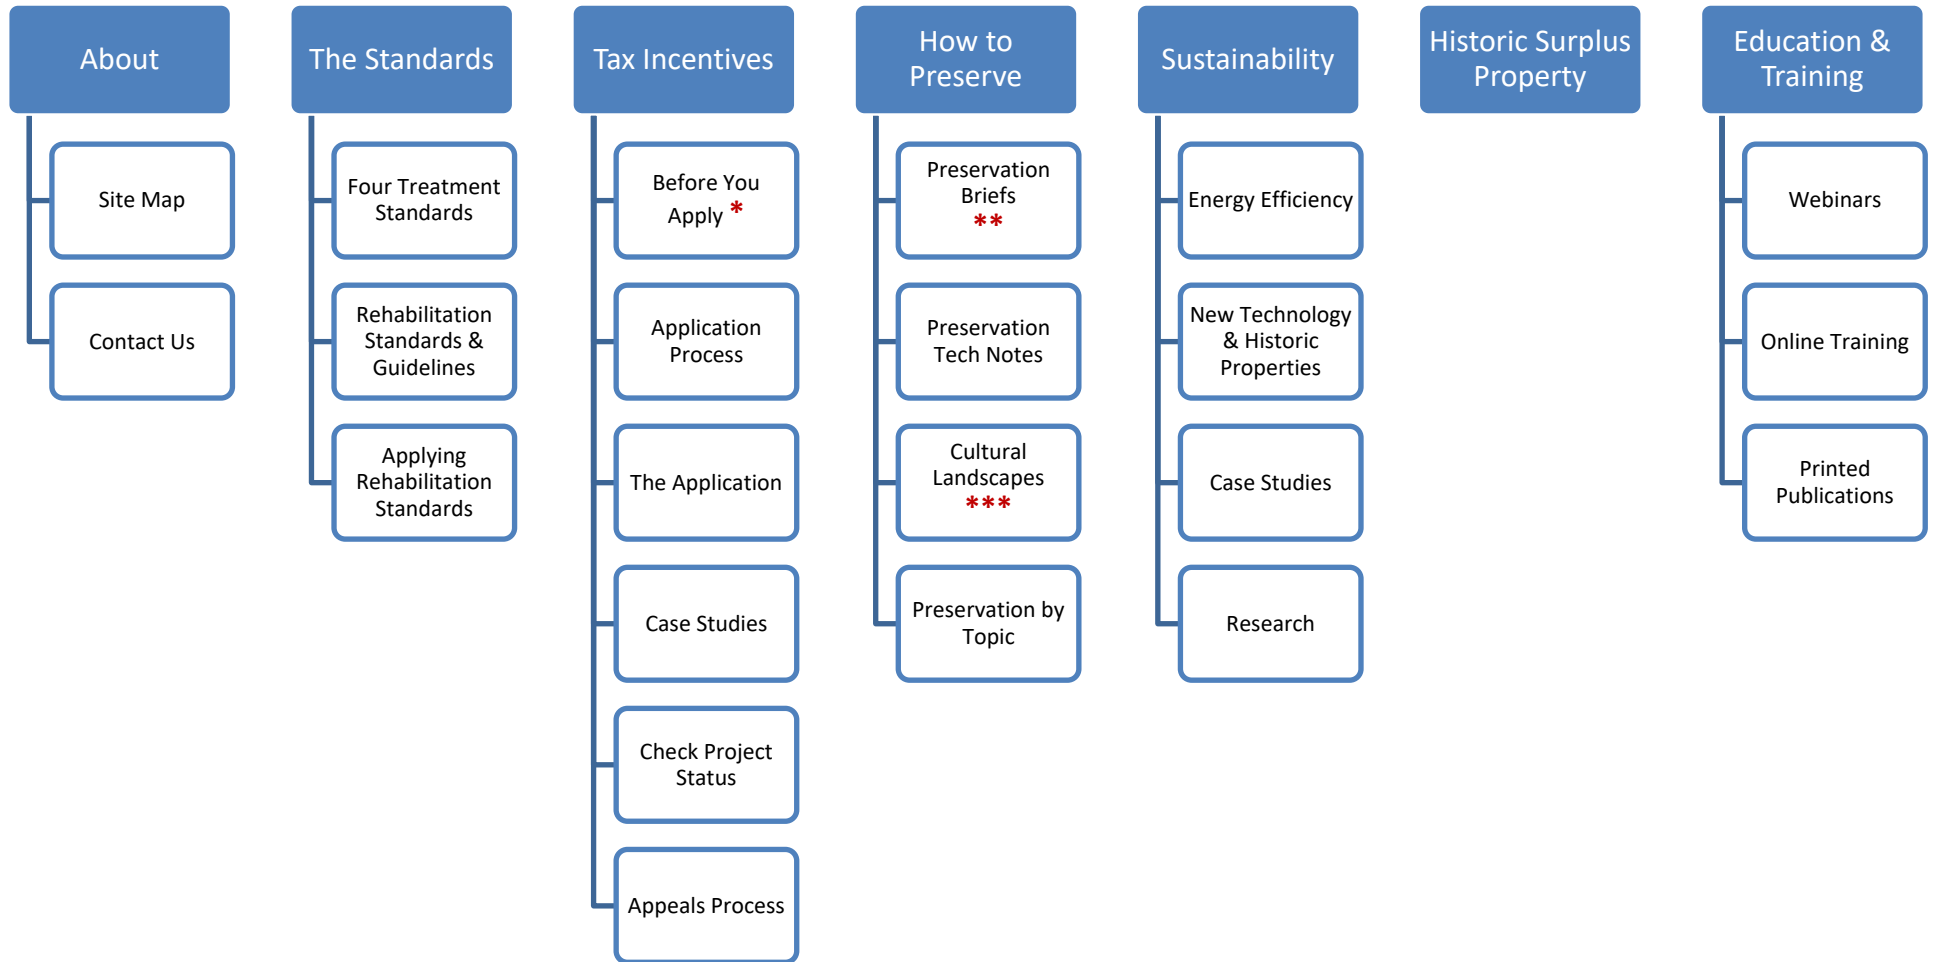 About
Site Map
Contact Us
The Standards
Four Treatment
Standards
Rehabilitation
Standards &
Guidelines
Applying
Rehabilitation
Standards
Tax Incentives
Before You
Apply *
Application
Process
The Application
Case Studies
Check Project
Status
Appeals Process
How to
Preserve
Preservation
Briefs
**
Preservation
Tech Notes
Cultural
Landscapes
***
Preservation by
Topic
Sustainability
Energy Efficiency
New Technology
& Historic
Properties
Case Studies
Research
Historic Surplus
Property
Education &
Training
Webinars
Online Training
Printed
Publications